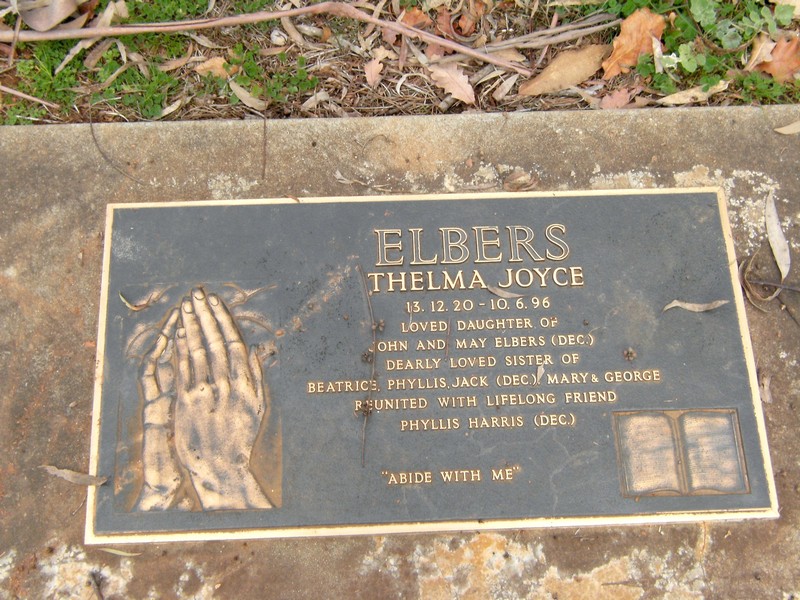 ELBERS
THELMA JOYCE
13. 12. 20 - 10. 6. 96
LOVED DAUGHTER OF
JOHN AND MAY ELBERS (DEC.)
DEARLY LOVED SISTER OF
BEATRICE, PHYLLIS, JACK (DEC.), MARY & GEORGE
REUNITED WITH LIFELONG FRIEND
PHYLLIS HARRIS (DEC.)
"ABIDE WITH ME"